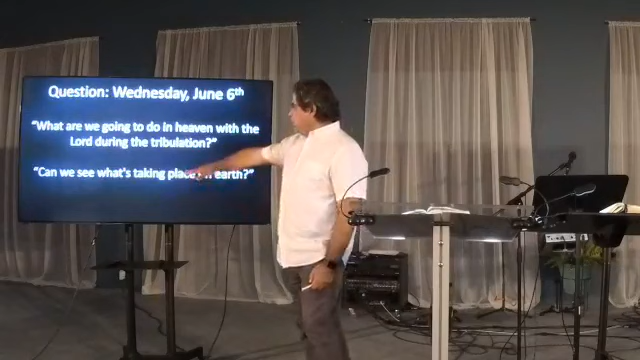 Question: Wednesday, June 6th
"What are we going to do in heaven with the
Lord during the tribulation?"
"Can we see what's taking place earth?"